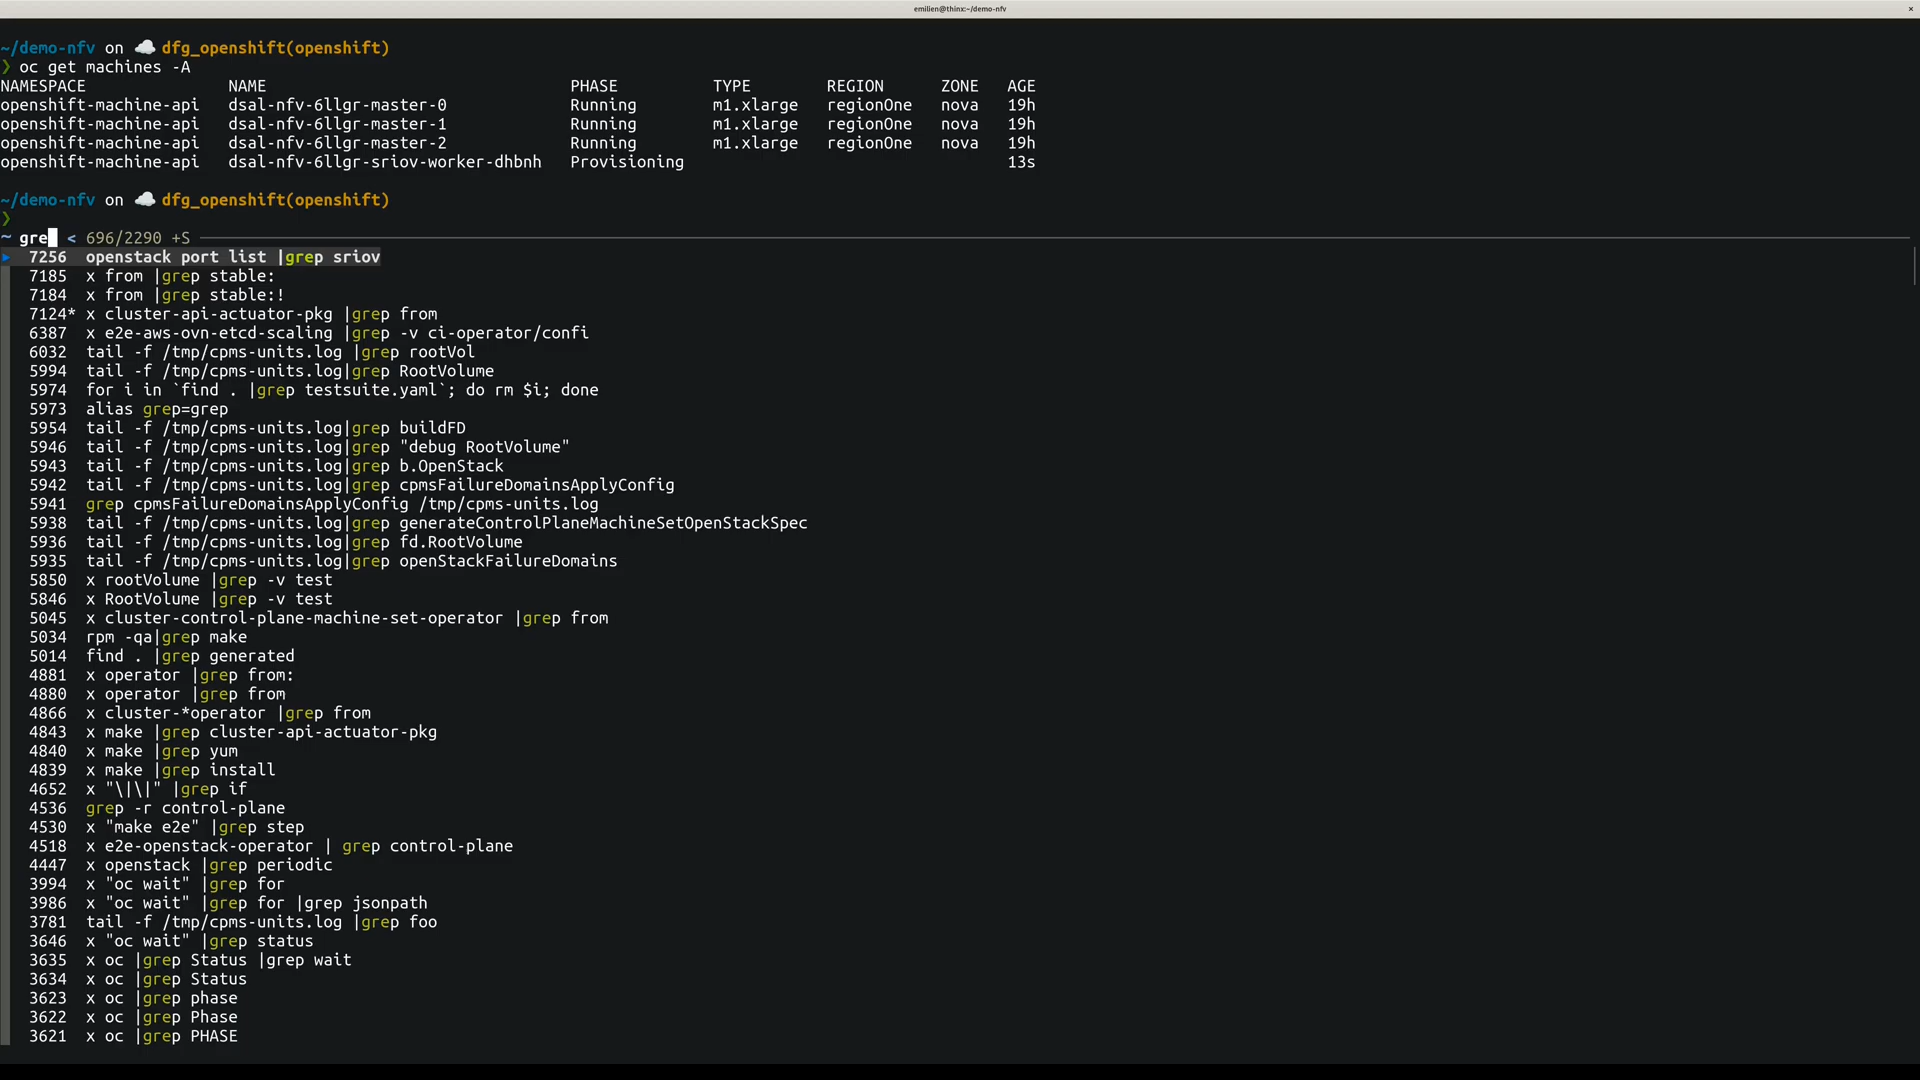 emilien@thinx:~/demo-nfv
×
~/demo-nfv on ☁️ dfg_openshift(openshift)
❯ oc get machines -A
NAMESPACE NAME PHASE TYPE REGION ZONE AGE
openshift-machine-api dsal-nfv-6llgr-master-0 Running m1.xlarge regionOne nova 19h
openshift-machine-api dsal-nfv-6llgr-master-1 Running m1.xlarge regionOne nova 19h
openshift-machine-api dsal-nfv-6llgr-master-2 Running m1.xlarge regionOne nova 19h
openshift-machine-api dsal-nfv-6llgr-sriov-worker-dhbnh Provisioning 13s
~/demo-nfv on ☁️ dfg_openshift(openshift)
❯
~ gre < 696/2290 +S
7256 openstack port list |grep sriov
7185 x from |grep stable:
7184 x from |grep stable:!
7124* x cluster-api-actuator-pkg |grep from
6387 x e2e-aws-ovn-etcd-scaling |grep -v ci-operator/confi
6032 tail -f /tmp/cpms-units.log |grep rootVol
5994 tail -f /tmp/cpms-units.log|grep RootVolume
5974 for i in `find . |grep testsuite.yaml`; do rm $i; done
5973 alias grep=grep
5954 tail -f /tmp/cpms-units.log|grep buildFD
5946 tail -f /tmp/cpms-units.log|grep "debug RootVolume"
5943 tail -f /tmp/cpms-units.log|grep b.OpenStack
5942 tail -f /tmp/cpms-units.log|grep cpmsFailureDomainsApplyConfig
5941 grep cpmsFailureDomainsApplyConfig /tmp/cpms-units.log
5938 tail -f /tmp/cpms-units.log|grep generateControlPlaneMachineSetOpenStackSpec
5936 tail -f /tmp/cpms-units.log|grep fd.RootVolume
5935 tail -f /tmp/cpms-units.log|grep openStackFailureDomains
5850 x rootVolume |grep -v test
5846 x RootVolume |grep -v test
5045 x cluster-control-plane-machine-set-operator |grep from
5034 rpm -qa|grep make
5014 find . |grep generated
4881 x operator |grep from:
4880 x operator |grep from
4866 x cluster-*operator |grep from
4843 x make |grep cluster-api-actuator-pkg
4840 x make |grep yum
4839 x make |grep install
4652 x "\|\|" |grep if
4536 grep -r control-plane
4530 x "make e2e" |grep step
4518 x e2e-openstack-operator | grep control-plane
4447 x openstack |grep periodic
3994 x "oc wait" |grep for
3986 x "oc wait" |grep for |grep jsonpath
3781 tail -f /tmp/cpms-units.log |grep foo
3646 x "oc wait" |grep status
3635 x oc |grep Status |grep wait
3634 x oc |grep Status
3623 x oc |grep phase
3622 x oc |grep Phase
3621 x oc |grep PHASE